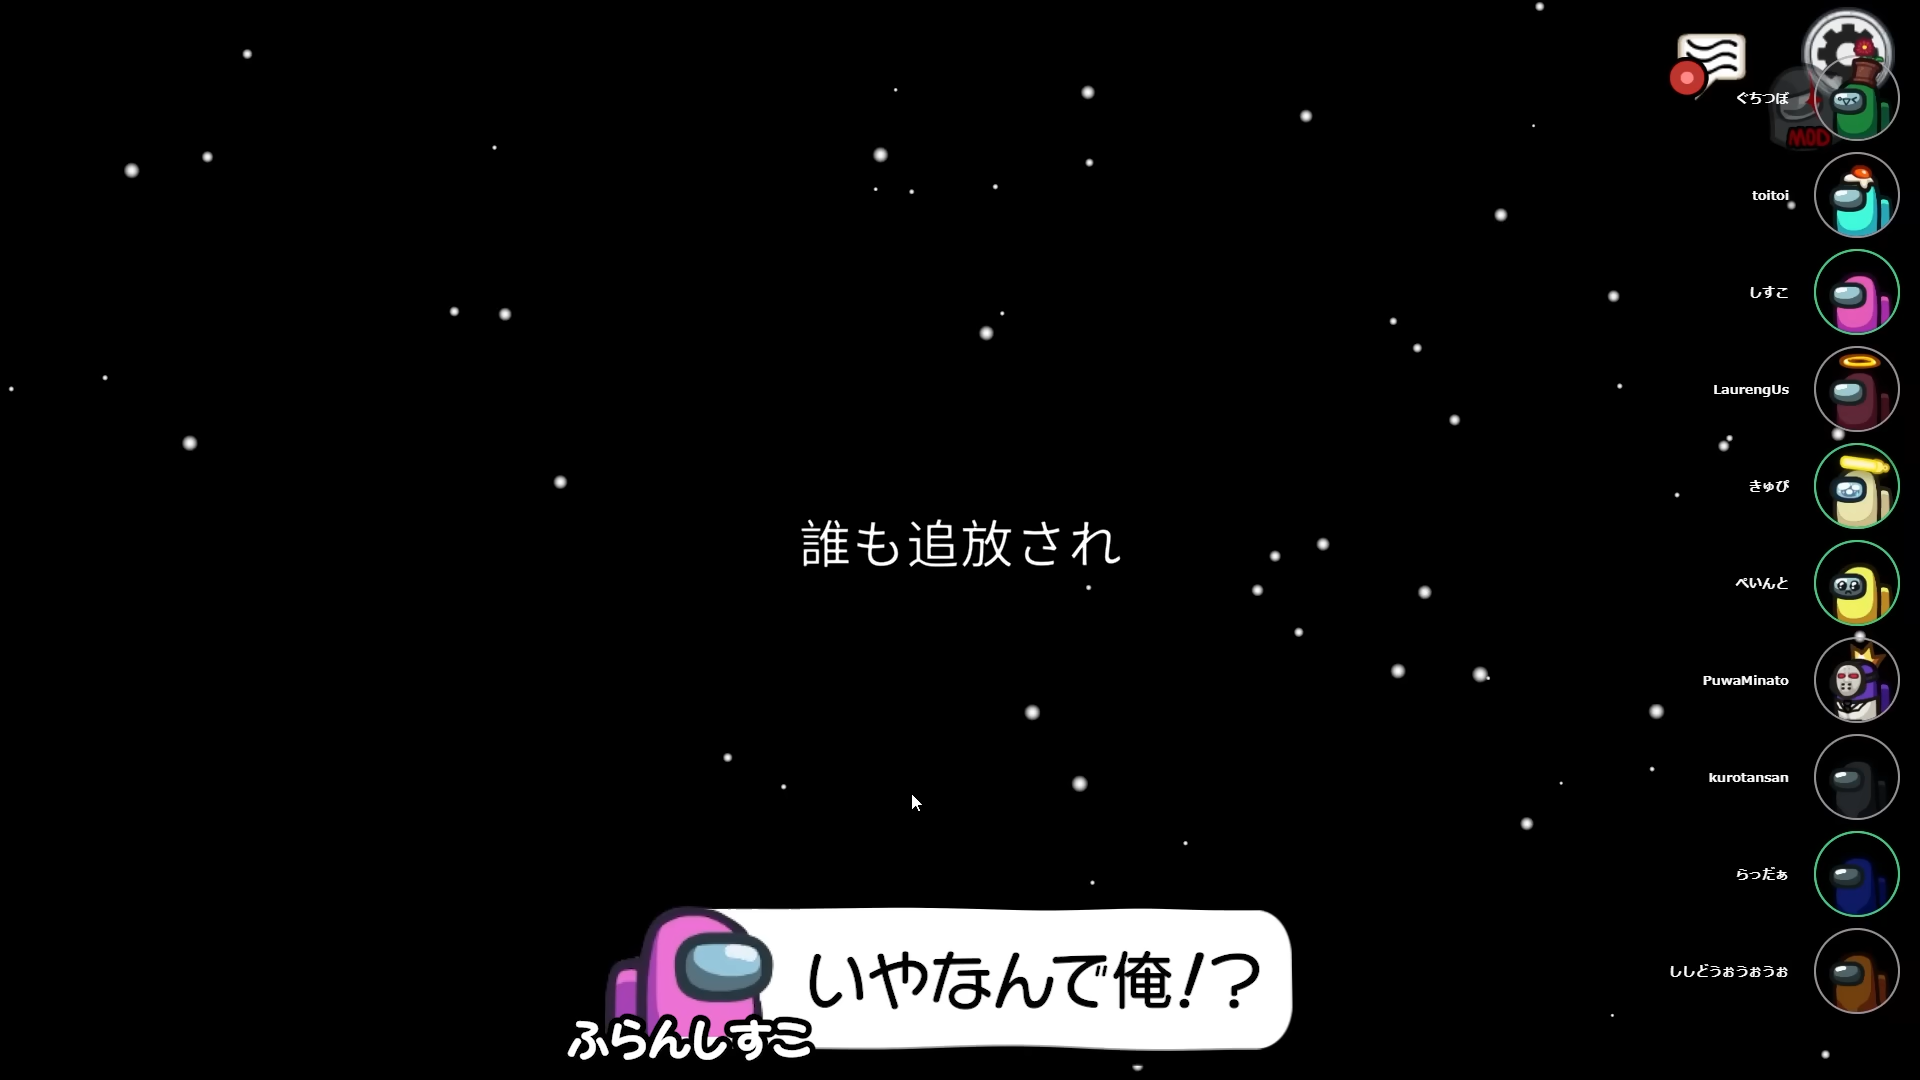 ぐちつぼ
MOD
toitoi
しすこ
LaurengUs
きゅぴ
ぺいんと
誰も追放され
PuwaMinato
kurotansan
らっだぁ
ししどうぉうぉうぉ
いやなんで俺!?
ふらんしすこ